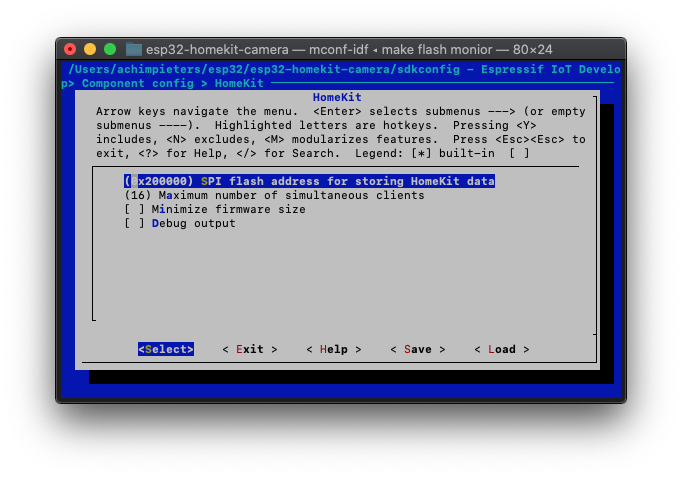 esp32-homekit-camera — mconf-idf ◂ make flash monior — 80×24
/Users/achimpieters/esp32/esp32-homekit-camera/sdkconfig - Espressif IoT Develo
p> Component config > HomeKit
HomeKit
Arrow keys navigate the menu.  <Enter> selects submenus ---> (or empty
submenus ----).  Highlighted letters are hotkeys.  Pressing <Y>
includes, <N> excludes, <M> modularizes features.  Press <Esc><Esc> to
exit, <?> for Help, </> for Search.  Legend: [*] built-in  [ ]
(0x200000) SPI flash address for storing HomeKit data
(16) Maximum number of simultaneous clients
[ ] Minimize firmware size
[ ] Debug output
<Select>    < Exit >    < Help >    < Save >    < Load >